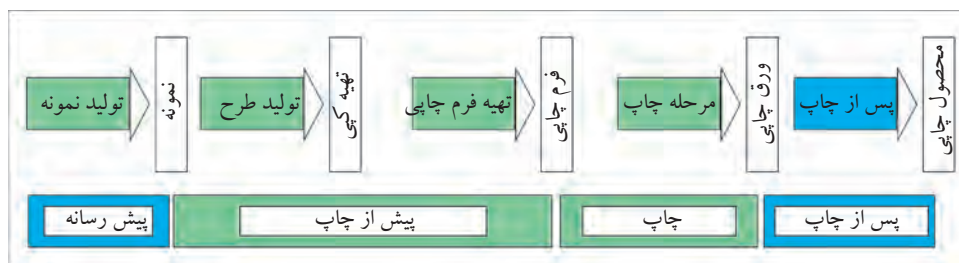 تولید نمونه
نمونه
تولید طرح
تهیه کپی
تهیه فرم چاپی
فرم چاپی
مرحله چاپ
ورق چاپی
پس از چاپ
محصول چاپی
پیش رسانه
پیش از چاپ
چاپ
پس از چاپ